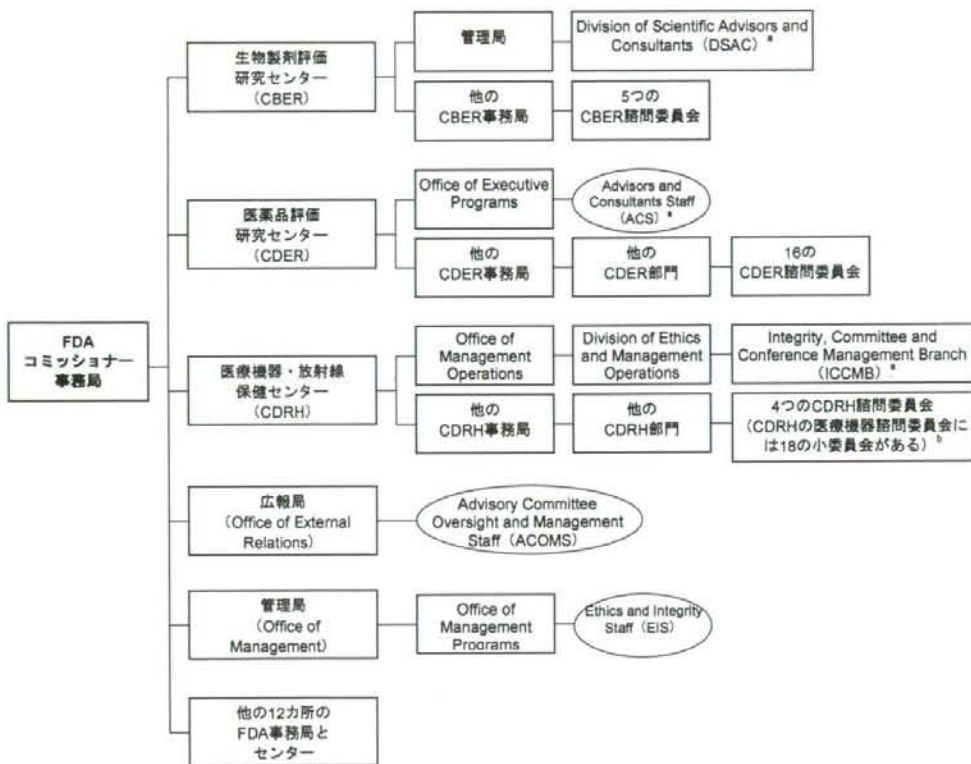 FDA
コミッショナー
事務局
生物製剤評価
研究センター
(CBER)
管理局
Division of Scientific Advisors and
Consultants (DSAC) a
他の
CBER事務局
5つの
CBER諮問委員会
医薬品評価
研究センター
(CDER)
Office of Executive
Programs
Advisors and
Consultants Staff
(ACS) a
他の
CDER事務局
他の
CDER部門
16の
CDER諮問委員会
医療機器・放射線
保健センター
(CDRH)
Office of
Management
Operations
Division of Ethics
and Management
Operations
Integrity, Committee and
Conference Management Branch
(ICCMB) a
他の
CDRH事務局
他の
CDRH部門
4つのCDRH諮問委員会
(CDRHの医療機器諮問委員会に
は18の小委員会がある) b
広報局
(Office of External
Relations)
Advisory Committee
Oversight and Management
Staff (ACOMS)
管理局
(Office of
Management)
Office of
Management
Programs
Ethics and Integrity
Staff (EIS)
他の12カ所の
FDA事務局と
センター